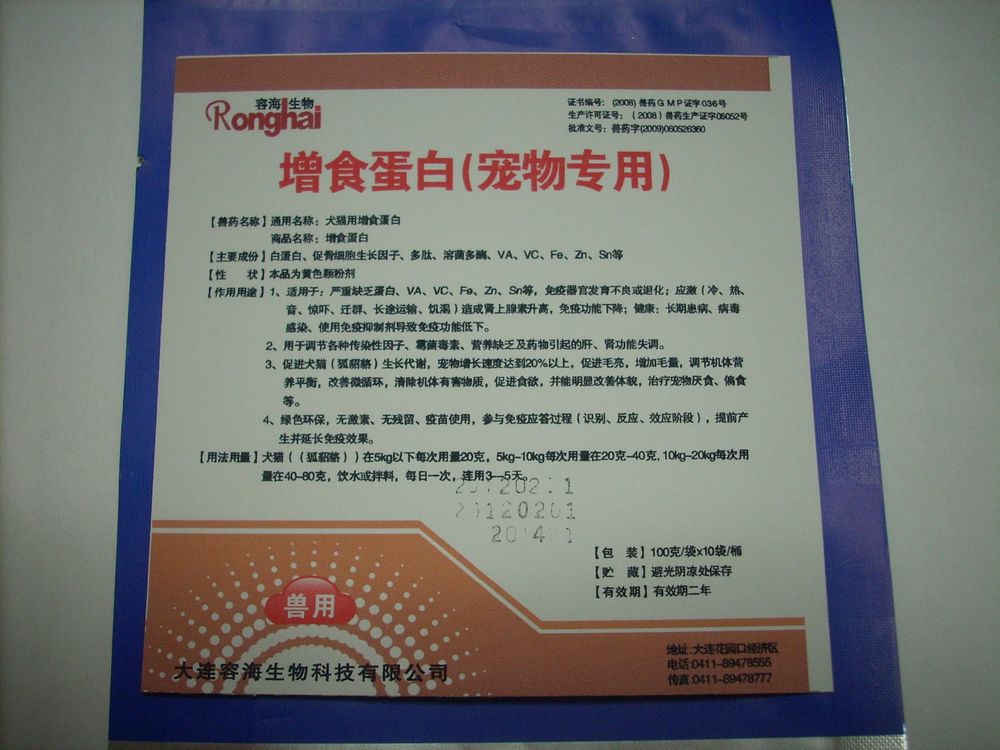 容海生物
Ronghai
证书编号：(2008)兽药GMP证字036号
生产许可证号：(2008)兽药生产证字06052号
批准文号：兽药字(2009)060526360
增食蛋白(宠物专用)
【兽药名称】通用名称：犬猫用增食蛋白
商品名称：增食蛋白
【主要成份】白蛋白、促骨细胞生长因子、多肽、溶菌多酶、VA、VC、Fe、Zn、Sn等
【性 状】本品为黄色颗粉剂
【作用用途】1、适用于：严重缺乏蛋白、VA、VC、Fe、Zn、Sn等，免疫器官发育不良或退化；应激（冷、热、
音、惊吓、迁群、长途运输、饥渴）造成肾上腺素升高，免疫功能下降；健康：长期患病、病毒
感染、使用免疫抑制剂导致免疫功能低下。
2、用于调节各种传染性因子、霉菌毒素、营养缺乏及药物引起的肝、肾功能失调。
3、促进犬猫（狐貂貉）生长代谢，宠物增长速度达到20%以上，促进毛亮，增加毛量，调节机体营
养平衡，改善微循环，清除机体有害物质，促进食欲，并能明显改善体貌，治疗宠物厌食、偏食
等。
4、绿色环保，无激素、无残留、疫苗使用，参与免疫应答过程（识别、反应、效应阶段），提前产
生并延长免疫效果。
【用法用量】犬猫（（狐貂貉））在5kg以下每次用量20克，5kg-10kg每次用量在20克-40克，10kg-20kg每次用
量在40-80克，饮水或拌料，每日一次，连用3—5天。
【包 装】100克/袋x10袋/桶
【贮 藏】避光阴凉处保存
【有效期】有效期二年
兽用
大连容海生物科技有限公司
地址:大连花园口经济区
电话:0411-89478555
传真:0411-89478777